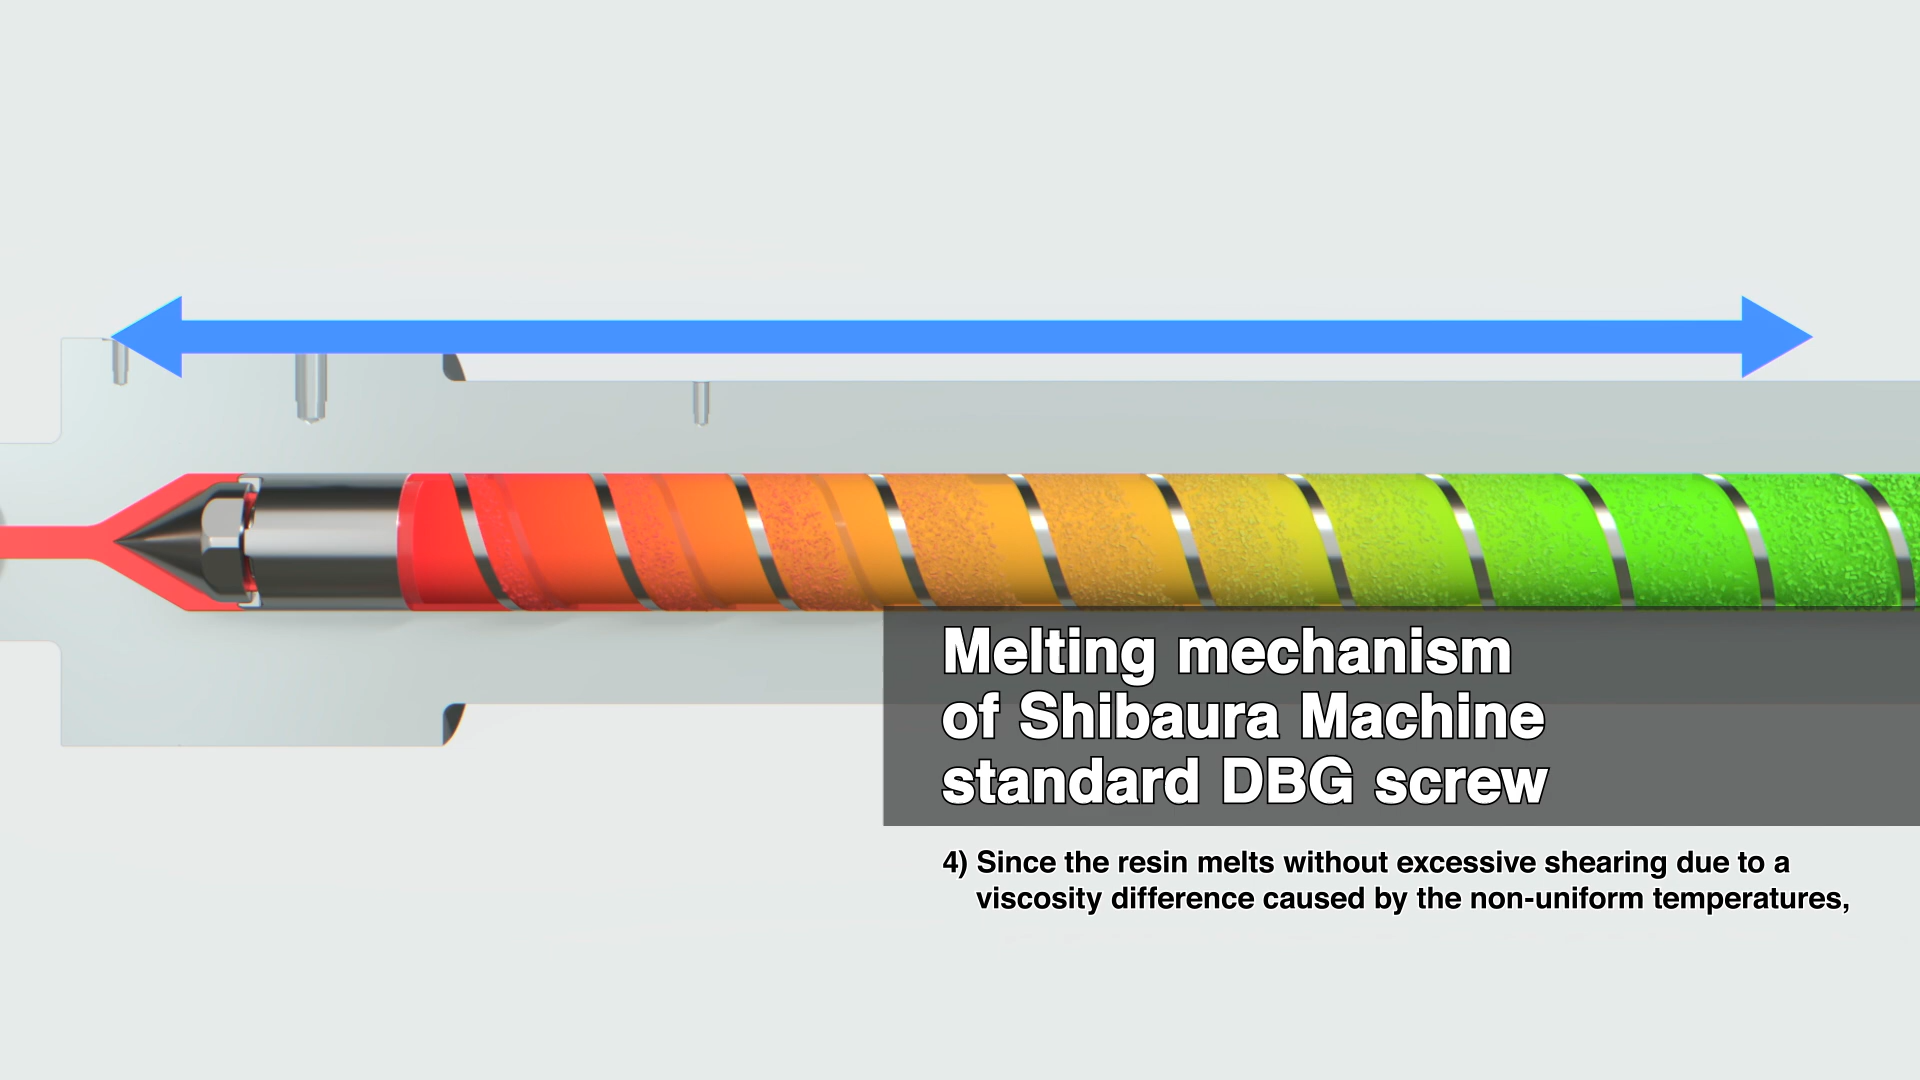 Melting mechanism
of Shibaura Machine
standard DBG screw
4) Since the resin melts without excessive shearing due to a
viscosity difference caused by the non-uniform temperatures,